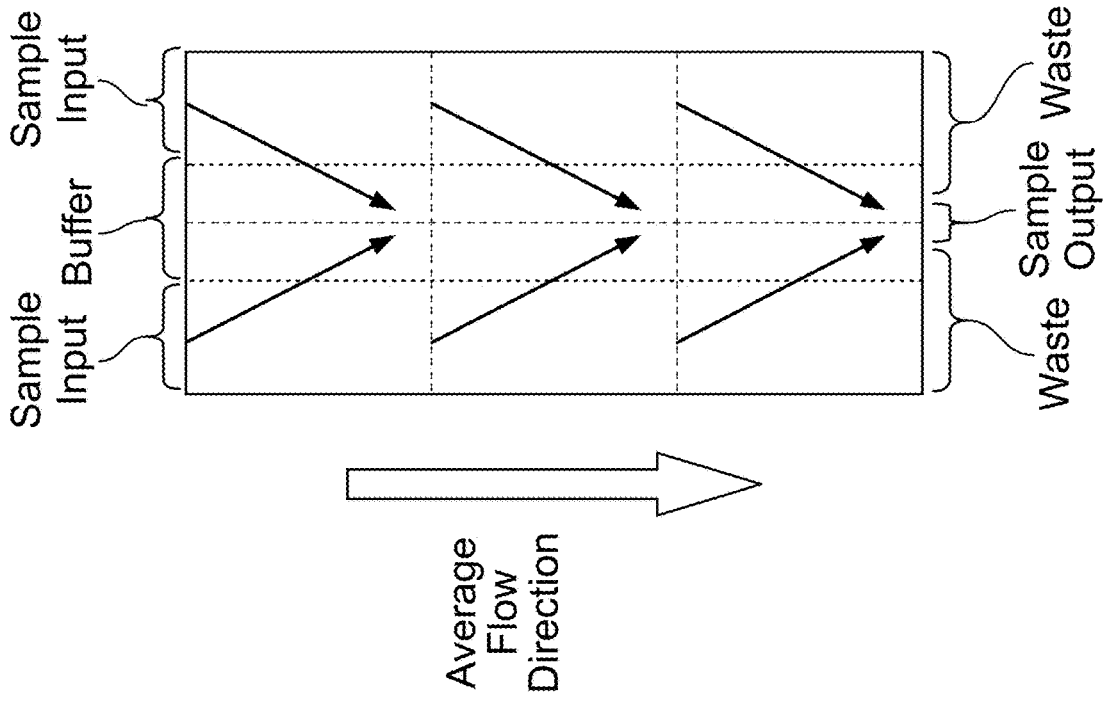 Sample
Input
Buffer
Sample
Input
Average
Flow
Direction
Waste
Sample
Output
Waste